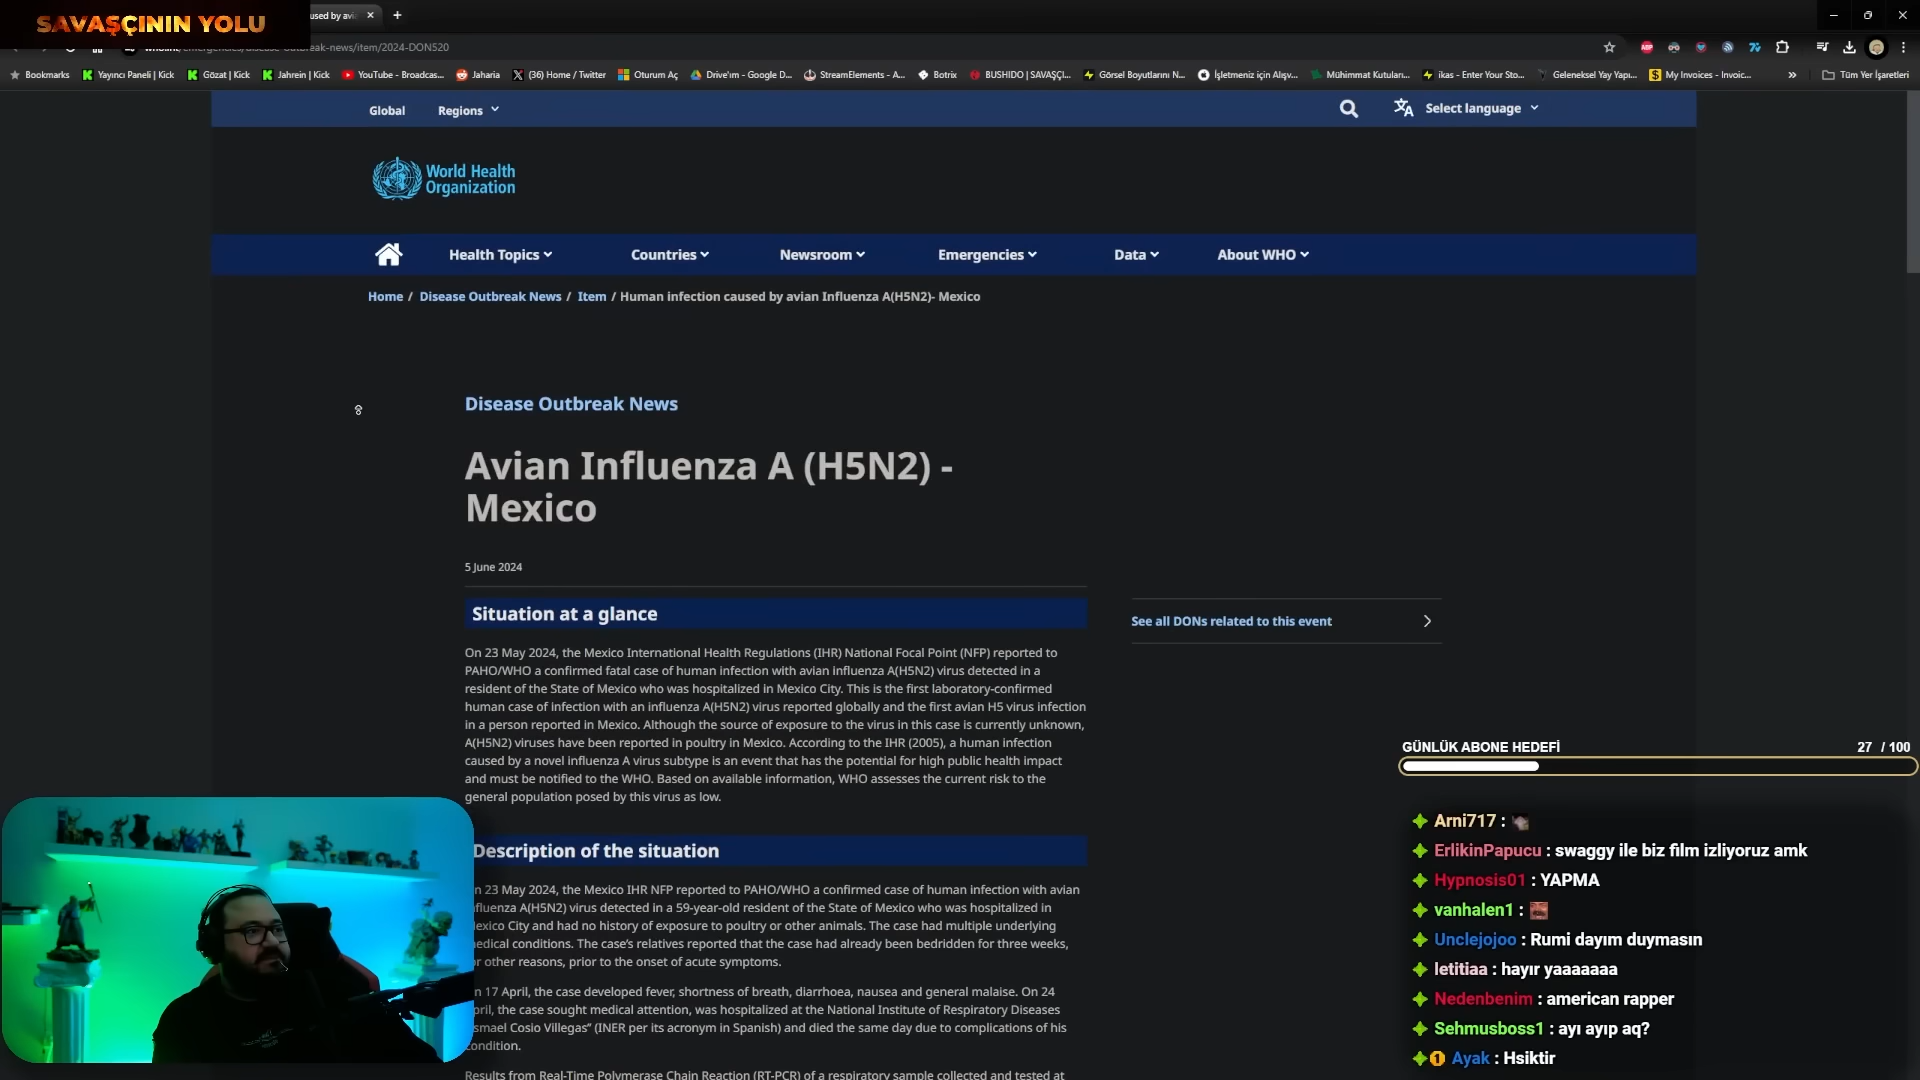 SAVAŞÇININ YOLU
used by avi
/emergencies/disease-outbreak-news/item/2024-DON520
Bookmarks
Yayıncı Paneli | Kick
Gözat | Kick
Jahrein | Kick
YouTube - Broadcas...
Jaharia
(36) Home / Twitter
Oturum Aç
Drive'ım - Google D...
StreamElements - A...
Botrix
BUSHIDO | SAVAŞÇI...
Görsel Boyutlarını N...
İşletmeniz için Alışv...
Mühimmat Kutuları...
ikas - Enter Your Sto...
Geleneksel Yay Yapı...
My Invoices - Invoic...
Tüm Yer İşaretleri
Global
Regions
Select language
World Health
Organization
Health Topics
Countries
Newsroom
Emergencies
Data
About WHO
Home / Disease Outbreak News / Item / Human infection caused by avian Influenza A(H5N2)- Mexico
Disease Outbreak News
Avian Influenza A (H5N2) -
Mexico
5 June 2024
Situation at a glance
On 23 May 2024, the Mexico International Health Regulations (IHR) National Focal Point (NFP) reported to
PAHO/WHO a confirmed fatal case of human infection with avian influenza A(H5N2) virus detected in a
resident of the State of Mexico who was hospitalized in Mexico City. This is the first laboratory-confirmed
human case of infection with an influenza A(H5N2) virus reported globally and the first avian H5 virus infection
in a person reported in Mexico. Although the source of exposure to the virus in this case is currently unknown,
A(H5N2) viruses have been reported in poultry in Mexico. According to the IHR (2005), a human infection
caused by a novel influenza A virus subtype is an event that has the potential for high public health impact
and must be notified to the WHO. Based on available information, WHO assesses the current risk to the
general population posed by this virus as low.
See all DONs related to this event
Description of the situation
n 23 May 2024, the Mexico IHR NFP reported to PAHO/WHO a confirmed case of human infection with avian
fluenza A(H5N2) virus detected in a 59-year-old resident of the State of Mexico who was hospitalized in
exico City and had no history of exposure to poultry or other animals. The case had multiple underlying
edical conditions. The case's relatives reported that the case had already been bedridden for three weeks,
r other reasons, prior to the onset of acute symptoms.
n 17 April, the case developed fever, shortness of breath, diarrhoea, nausea and general malaise. On 24
pril, the case sought medical attention, was hospitalized at the National Institute of Respiratory Diseases
smael Cosio Villegas" (INER per its acronym in Spanish) and died the same day due to complications of his
condition.
Results from Real-Time Polymerase Chain Reaction (RT-PCR) of a respiratory sample collected and tested at
GÜNLÜK ABONE HEDEFİ
27 / 100
Arni717 :
ErlikinPapucu : swaggy ile biz film izliyoruz amk
Hypnosis01 : YAPMA
vanhalen1 :
Unclejojoo : Rumi dayım duymasın
letitiaa : hayır yaaaaaaa
Nedenbenim : american rapper
Sehmusboss1 : ayı ayıp aq?
1 Ayak : Hsiktir